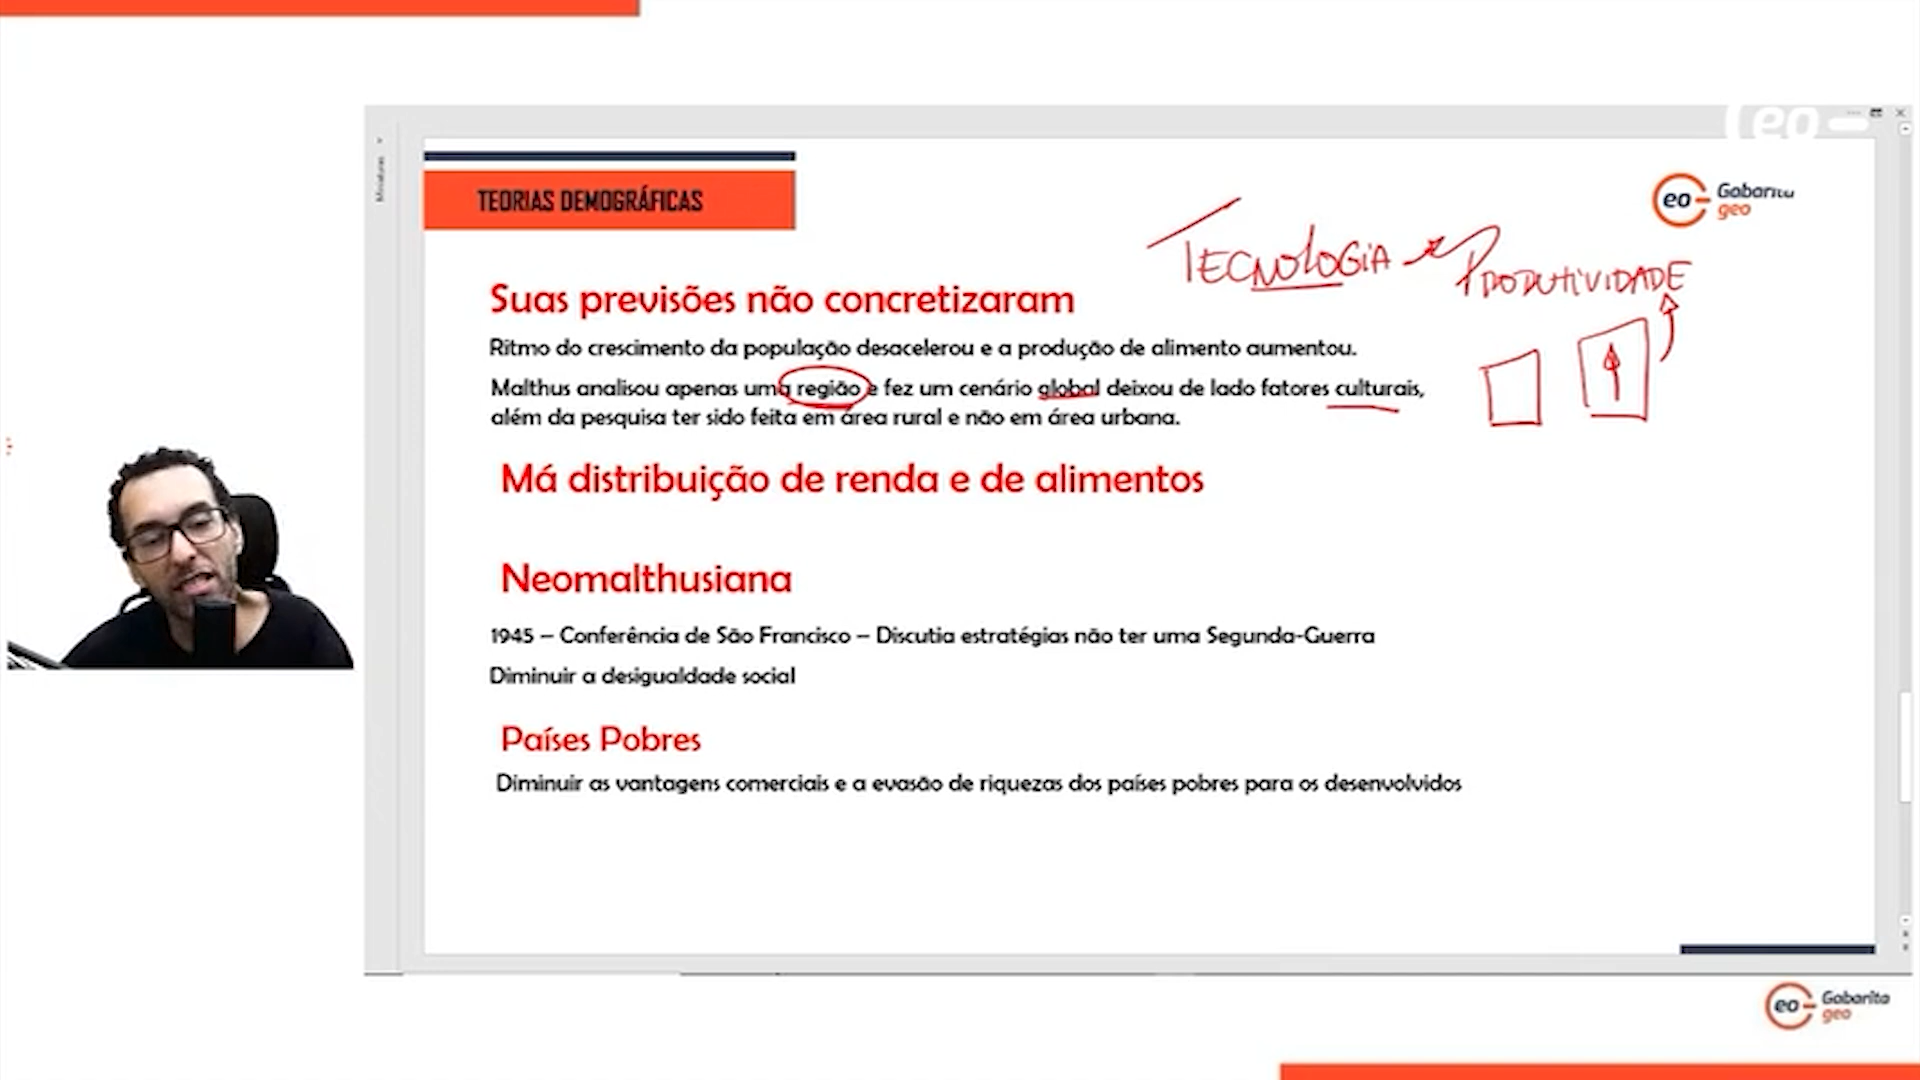 eo
Miniaturas
TEORIAS DEMOGRÁFICAS
eo Gabarito
geo
TECNOLOGIA PRODUTIVIDADE
Suas previsões não concretizaram
Ritmo do crescimento da população desacelerou e a produção de alimento aumentou.
Malthus analisou apenas uma região e fez um cenário global deixou de lado fatores culturais,
além da pesquisa ter sido feita em área rural e não em área urbana.
Má distribuição de renda e de alimentos
Neomalthusiana
1945 – Conferência de São Francisco – Discutia estratégias não ter uma Segunda-Guerra
Diminuir a desigualdade social
Países Pobres
Diminuir as vantagens comerciais e a evasão de riquezas dos países pobres para os desenvolvidos
eo Gabarito
geo